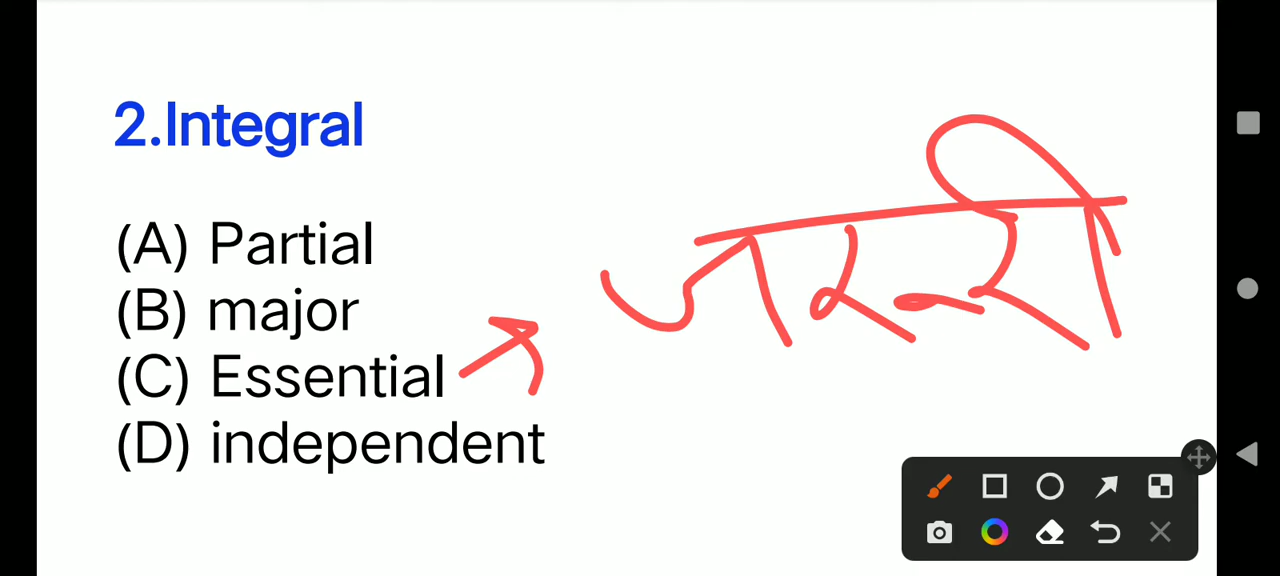 2.Integral
(A) Partial
(B) major
(C) Essential
(D) independent
जरूरी